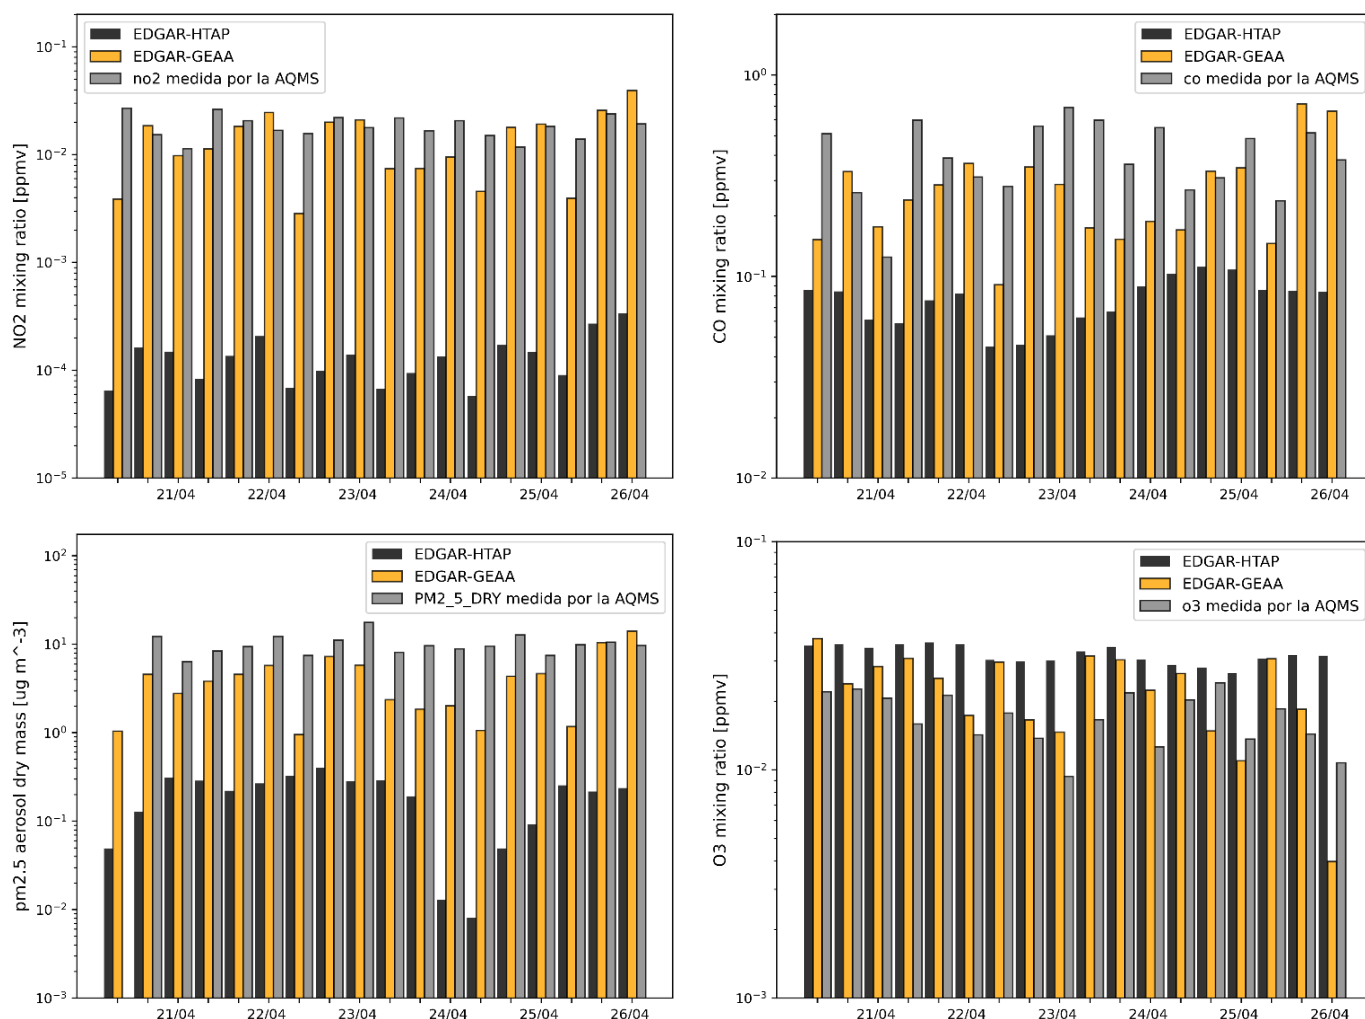 EDGAR-HTAP
EDGAR-GEAA
no2 medida por la AQMS
NO2 mixing ratio [ppmv]
10^-1
10^-2
10^-3
10^-4
10^-5
21/04 22/04 23/04 24/04 25/04 26/04
EDGAR-HTAP
EDGAR-GEAA
co medida por la AQMS
CO mixing ratio [ppmv]
10^0
10^-1
10^-2
21/04 22/04 23/04 24/04 25/04 26/04
EDGAR-HTAP
EDGAR-GEAA
PM2_5_DRY medida por la AQMS
pm2.5 aerosol dry mass [ug m^-3]
10^2
10^1
10^0
10^-1
10^-2
10^-3
21/04 22/04 23/04 24/04 25/04 26/04
EDGAR-HTAP
EDGAR-GEAA
o3 medida por la AQMS
O3 mixing ratio [ppmv]
10^-1
10^-2
10^-3
21/04 22/04 23/04 24/04 25/04 26/04